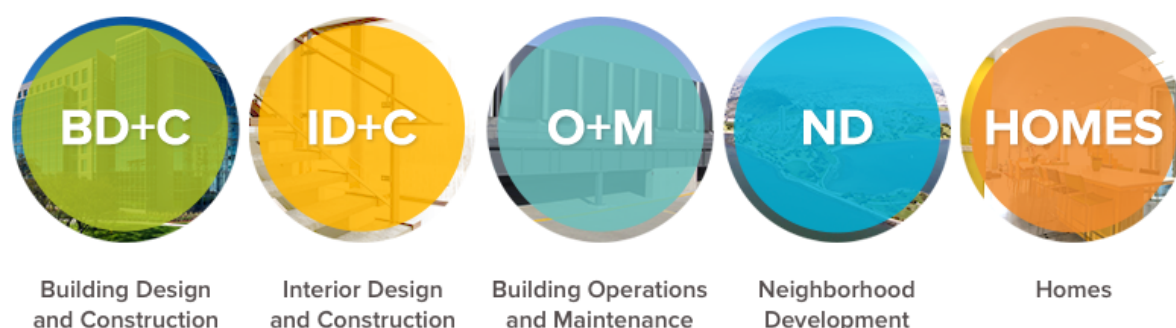 BD+C
ID+C
O+M
ND
HOMES
Building Design
and Construction
Interior Design
and Construction
Building Operations
and Maintenance
Neighborhood
Development
Homes